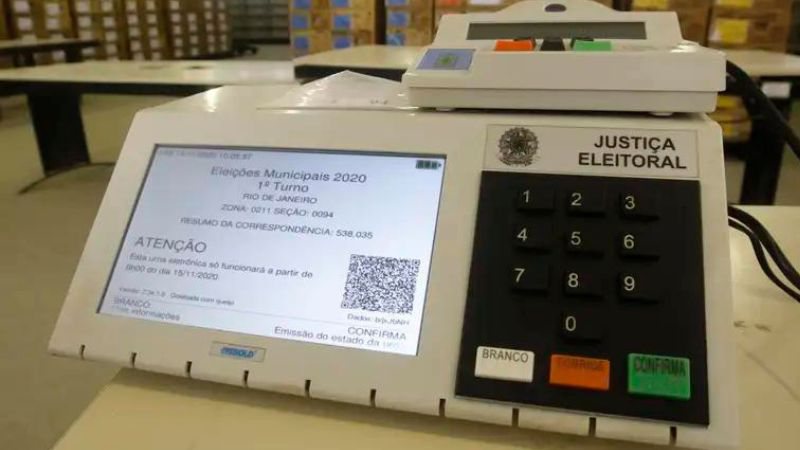 Eleições Municipais 2020
1º Turno
RIO DE JANEIRO
ZONA: 0211 SEÇÃO: 0094
RESUMO DA CORRESPONDÊNCIA: 538.035
ATENÇÃO
Esta urna eletrônica só funcionará a partir de
do dia 15/11/2020.
Dados:
BRANCO
informações
CONFIRMA
Emissão do estado da
JUSTIÇA
ELEITORAL
1 2 3
4 5 6
7 8 9
0
BRANCO
CORRIGE
CONFIRMA